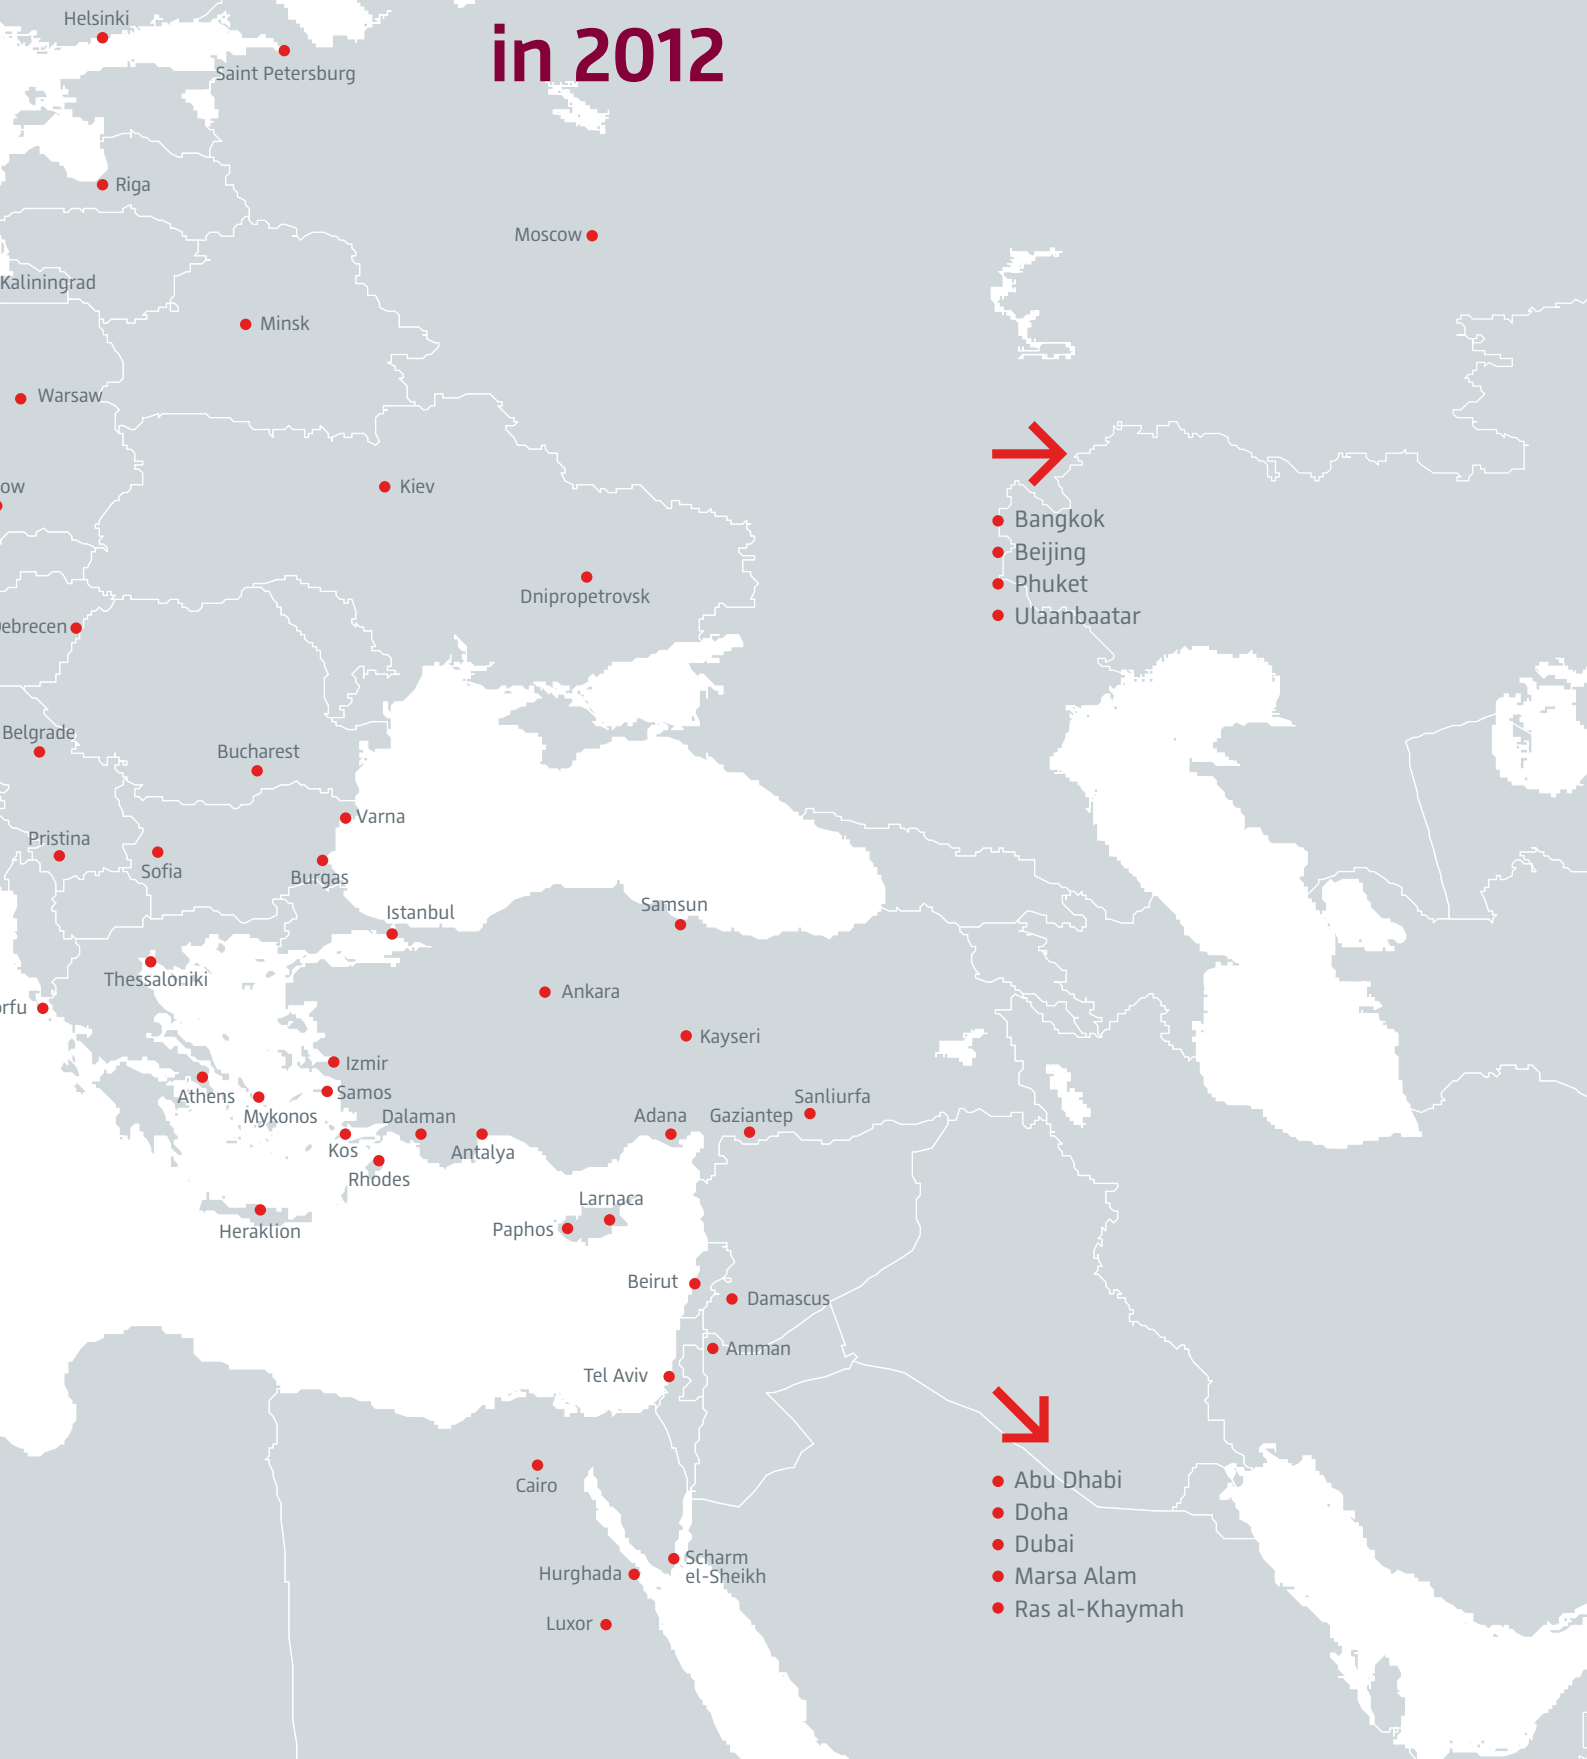 in 2012
Helsinki
Saint Petersburg
Riga
Moscow
Kaliningrad
Minsk
Warsaw
ow
Kiev
Bangkok
Beijing
Phuket
Ulaanbaatar
Dnipropetrovsk
ebrecen
Belgrade
Bucharest
Varna
Pristina
Sofia
Burgas
Istanbul
Samsun
Thessaloniki
Ankara
orfu
Kayseri
Izmir
Athens
Samos
Mykonos
Dalaman
Adana
Gaziantep
Sanliurfa
Kos
Antalya
Rhodes
Larnaca
Heraklion
Paphos
Beirut
Damascus
Amman
Tel Aviv
Cairo
Abu Dhabi
Doha
Dubai
Marsa Alam
Ras al-Khaymah
Scharm
el-Sheikh
Hurghada
Luxor